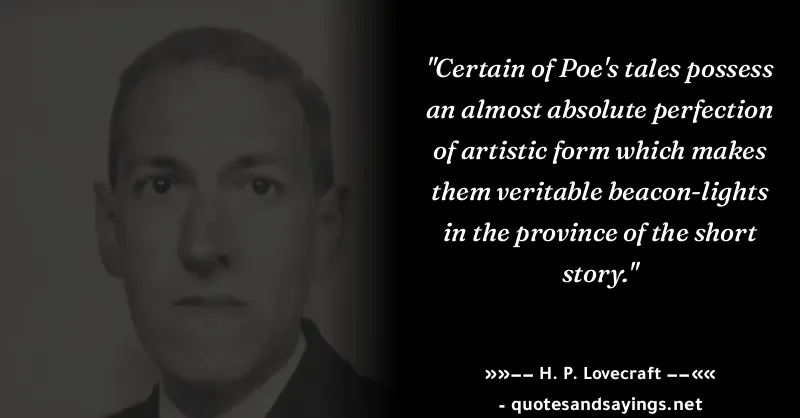 "Certain of Poe's tales possess
an almost absolute perfection
of artistic form which makes
them veritable beacon-lights
in the province of the short
story."
»»−− H. P. Lovecraft −−««
- quotesandsayings.net